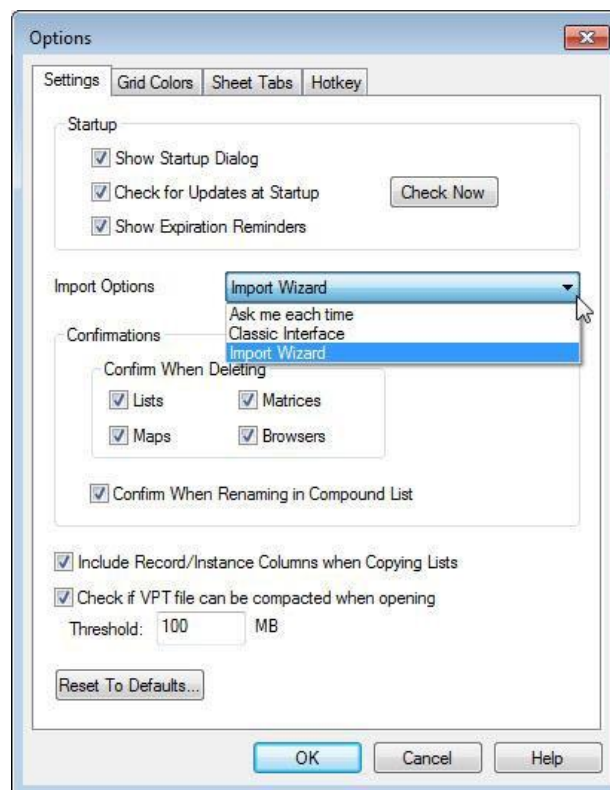 Options
Settings Grid Colors Sheet Tabs Hotkey
Startup
Show Startup Dialog
Check for Updates at Startup Check Now
Show Expiration Reminders
Import Options Import Wizard
Ask me each time
Classic Interface
Import Wizard
Confirmations
Confirm When Deleting
Lists Matrices
Maps Browsers
Confirm When Renaming in Compound List
Include Record/Instance Columns when Copying Lists
Check if VPT file can be compacted when opening
Threshold: 100 MB
Reset To Defaults...
OK Cancel Help